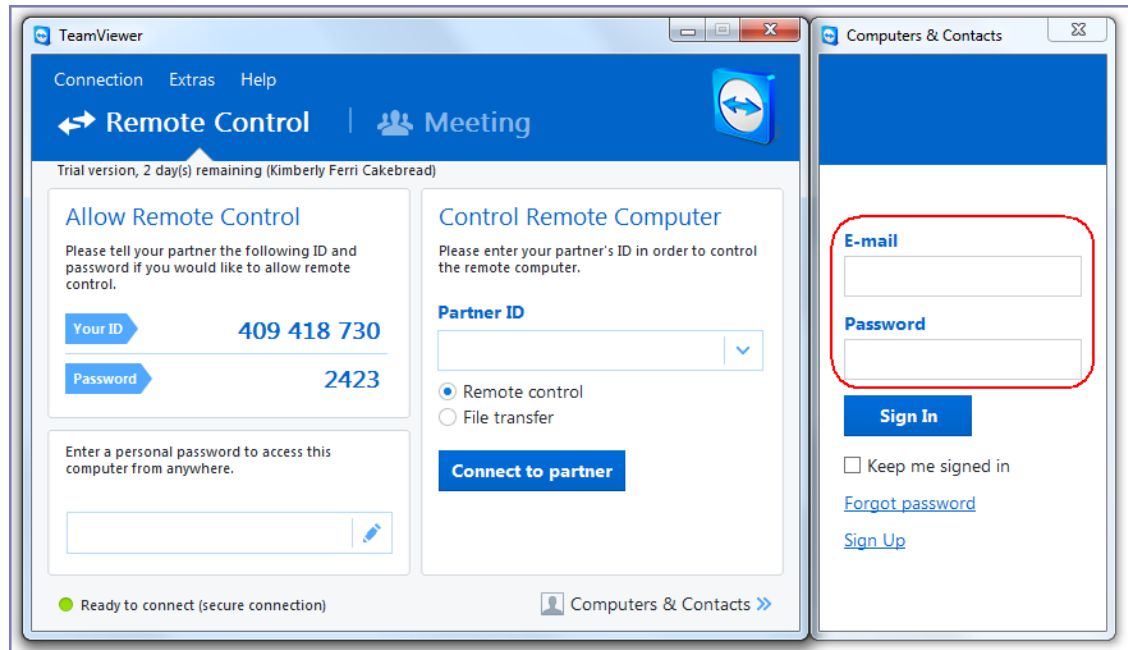 TeamViewer
Connection Extras Help
Remote Control Meeting
Trial version, 2 day(s) remaining (Kimberly Ferri Cakebread)
Allow Remote Control
Please tell your partner the following ID and
password if you would like to allow remote
control.
Your ID 409 418 730
Password 2423
Enter a personal password to access this
computer from anywhere.
Control Remote Computer
Please enter your partner's ID in order to control
the remote computer.
Partner ID
Remote control
File transfer
Connect to partner
Ready to connect (secure connection)
Computers & Contacts
Computers & Contacts
E-mail
Password
Sign In
Keep me signed in
Forgot password
Sign Up